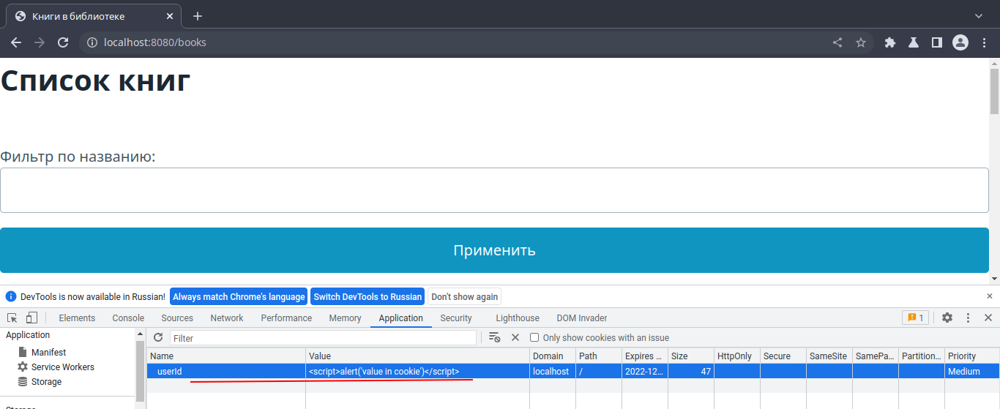 Книги в библиотеке
localhost:8080/books
Список книг
Фильтр по названию:
Применить
DevTools is now available in Russian! Always match Chrome's language Switch DevTools to Russian Don't show again
Elements Console Sources Network Performance Memory Application Security Lighthouse DOM Invader 1
Application
Filter Only show cookies with an issue
Manifest
Service Workers
Storage
Name Value Domain Path Expires ... Size HttpOnly Secure SameSite SamePa... Partition... Priority
userId <script>alert('value in cookie')</script> localhost / 2022-12... 47 Medium
Storage